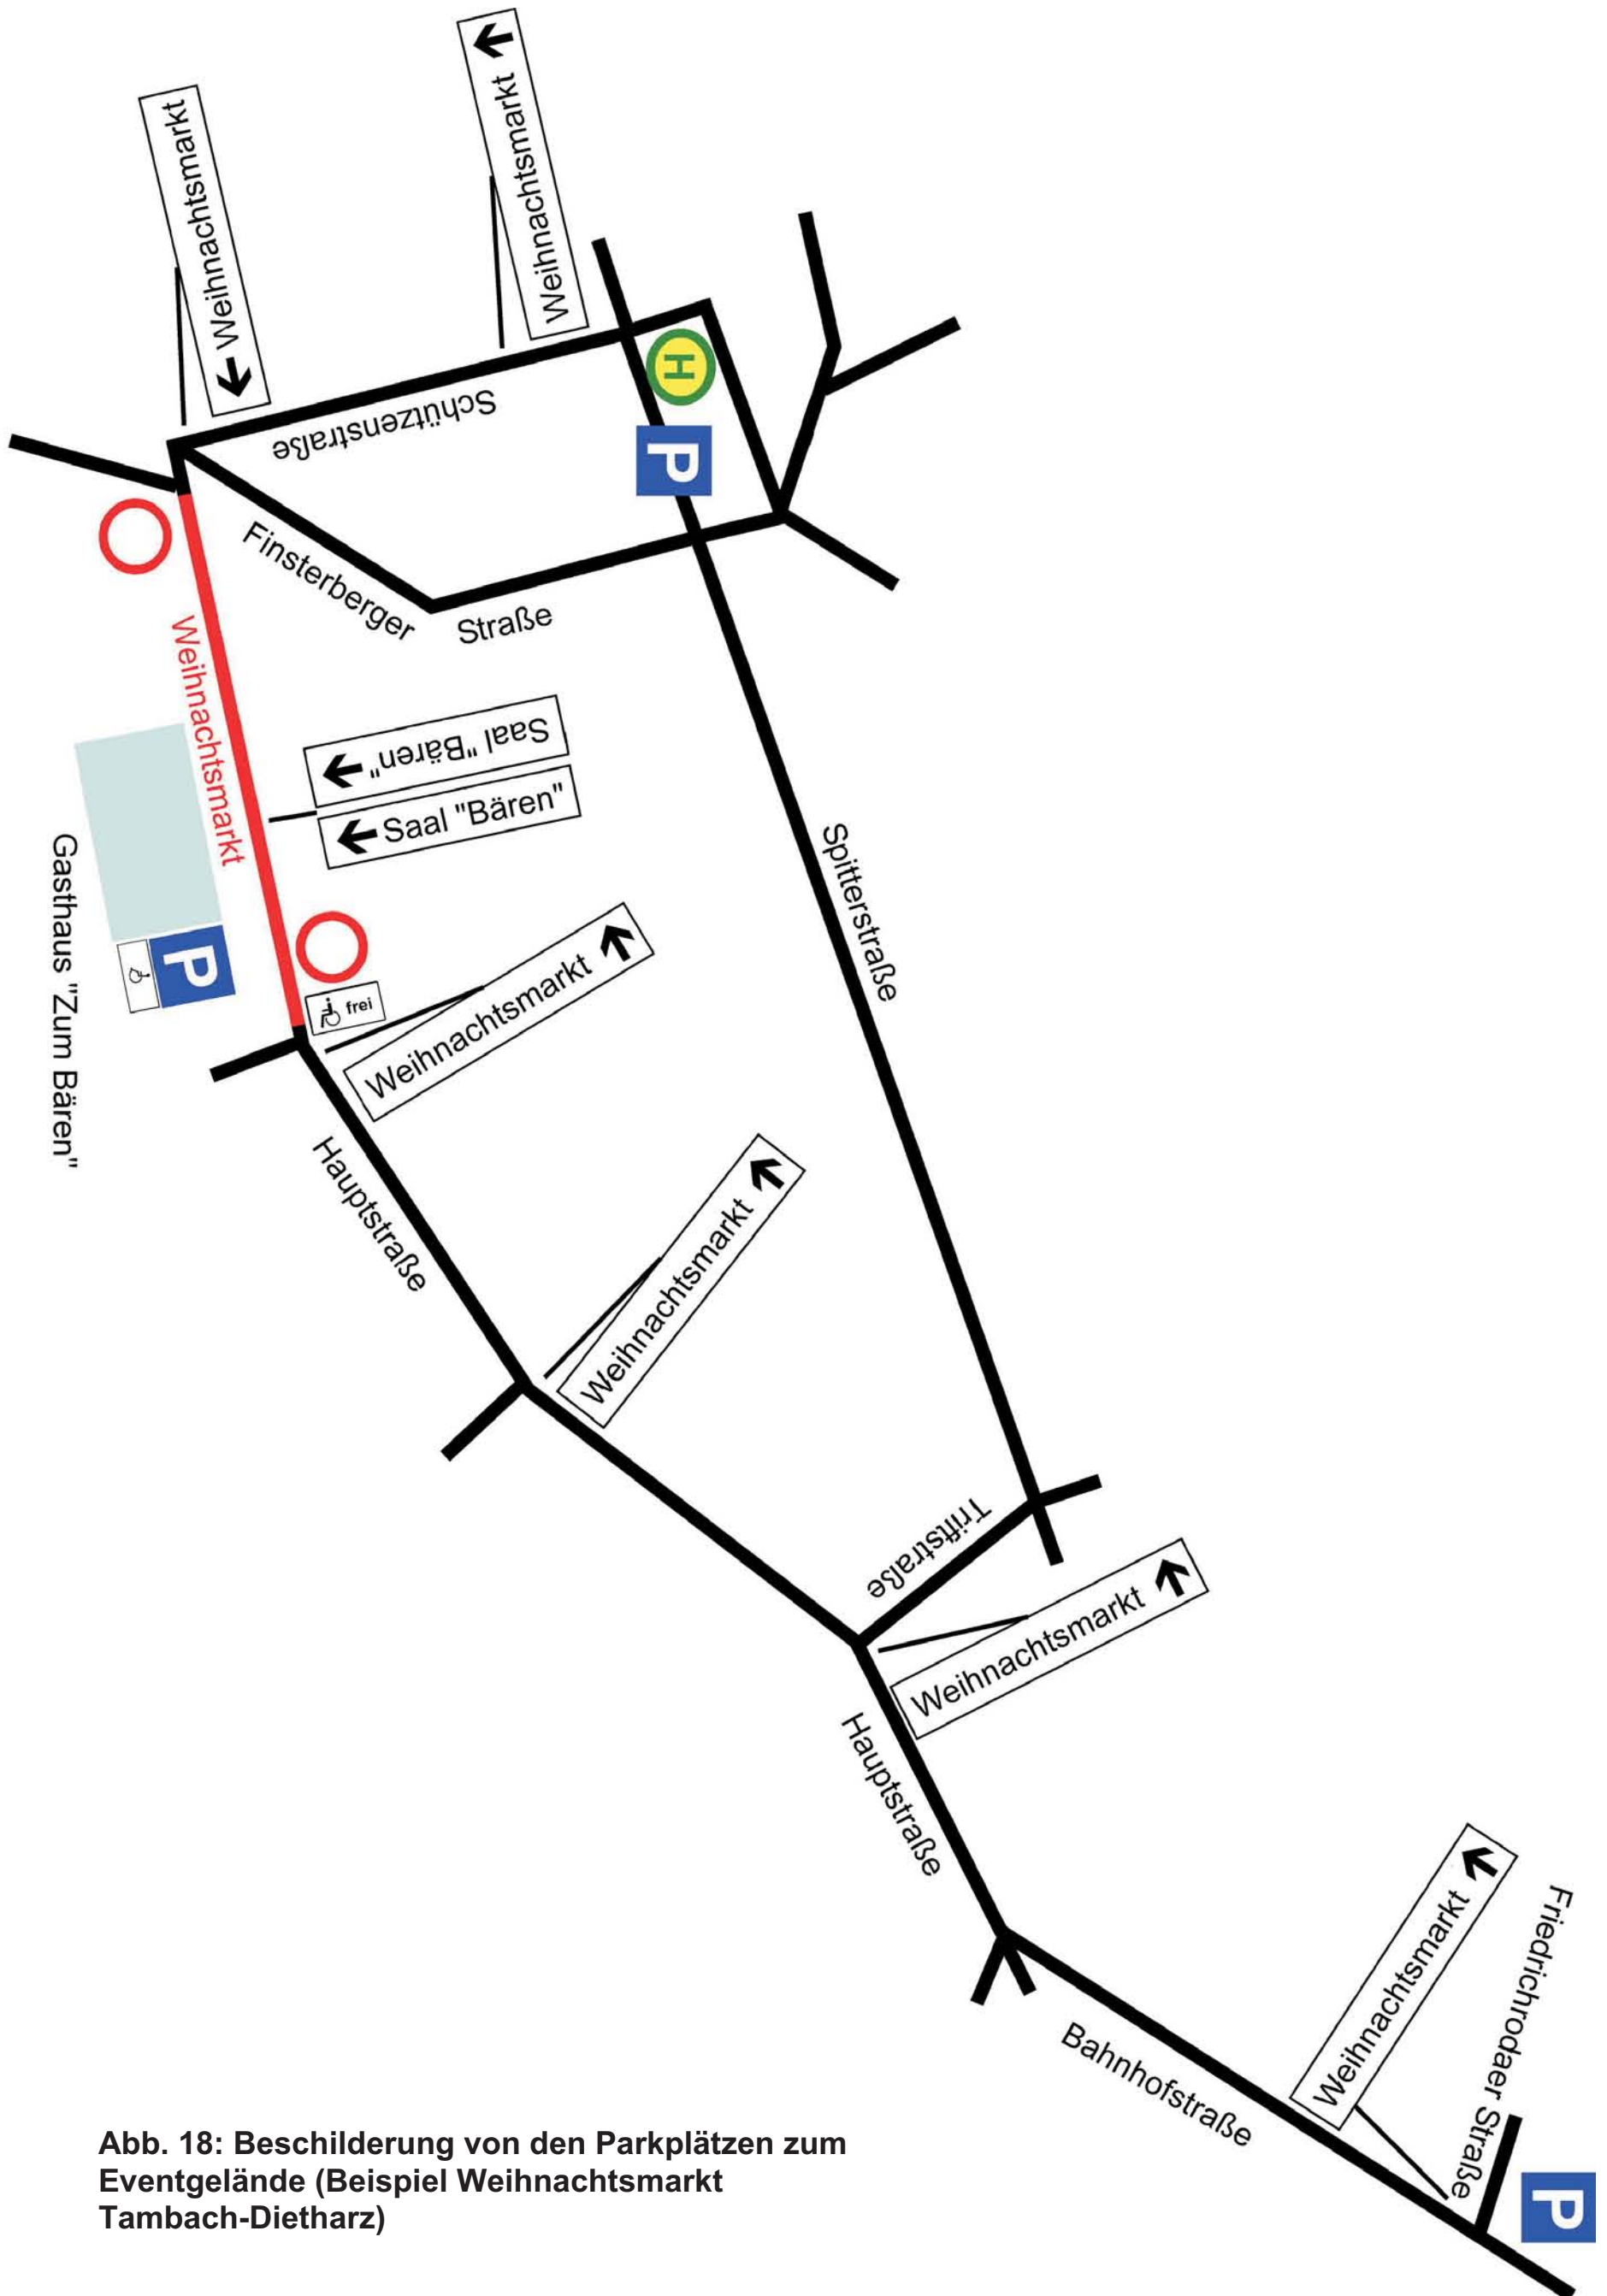 ← Weihnachtsmarkt
Weihnachtsmarkt →
H
P
Schützenstraße
Finsterberger
Straße
Weihnachtsmarkt
Saal "Bären" →
← Saal "Bären"
Gasthaus "Zum Bären"
P
frei
Spitterstraße
Weihnachtsmarkt ↑
Hauptstraße
Weihnachtsmarkt ↑
Triftstraße
Weihnachtsmarkt ↑
Hauptstraße
Weihnachtsmarkt ↑
Friedrichrodaer Straße
Bahnhofstraße
P
Abb. 18: Beschilderung von den Parkplätzen zum
Eventgelände (Beispiel Weihnachtsmarkt
Tambach-Dietharz)